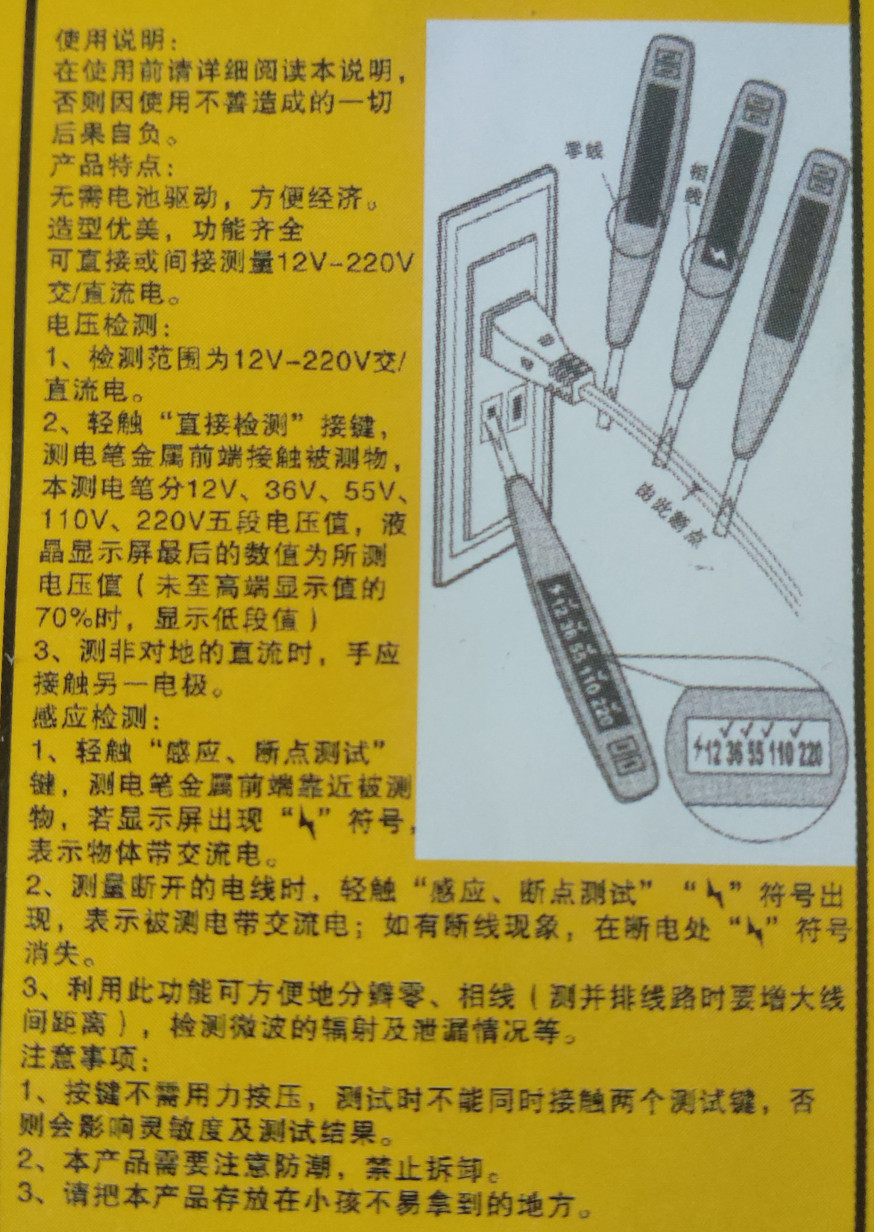 使用说明：
在使用前请详细阅读本说明，
否则因使用不善造成的一切
后果自负。
产品特点：
无需电池驱动，方便经济。
造型优美，功能齐全
可直接或间接测量12V-220V
交/直流电。
电压检测：
1、检测范围为12V-220V交/
直流电。
2、轻触“直接检测”接键，
测电笔金属前端接触被测物，
本测电笔分12V、36V、55V、
110V、220V五段电压值，液
晶显示屏最后的数值为所测
电压值（未至高端显示值的
70%时，显示低段值）
3、测非对地的直流时，手应
接触另一电极。
感应检测：
1、轻触“感应、断点测试”
键，测电笔金属前端靠近被测
物，若显示屏出现“ϟ”符号，
表示物体带交流电。
2、测量断开的电线时，轻触“感应、断点测试”“ϟ”符号出
现，表示被测电带交流电；如有断线现象，在断电处“ϟ”符号
消失。
3、利用此功能可方便地分瓣零、相线（测并排线路时要增大线
间距离），检测微波的辐射及泄漏情况等。
注意事项：
1、按键不需用力按压，测试时不能同时接触两个测试键，否
则会影响灵敏度及测试结果。
2、本产品需要注意防潮，禁止拆卸。
3、请把本产品存放在小孩不易拿到的地方。
零线
相线
由此断点
ϟ12 36 55 110 220
ϟ12 36 55 110 220